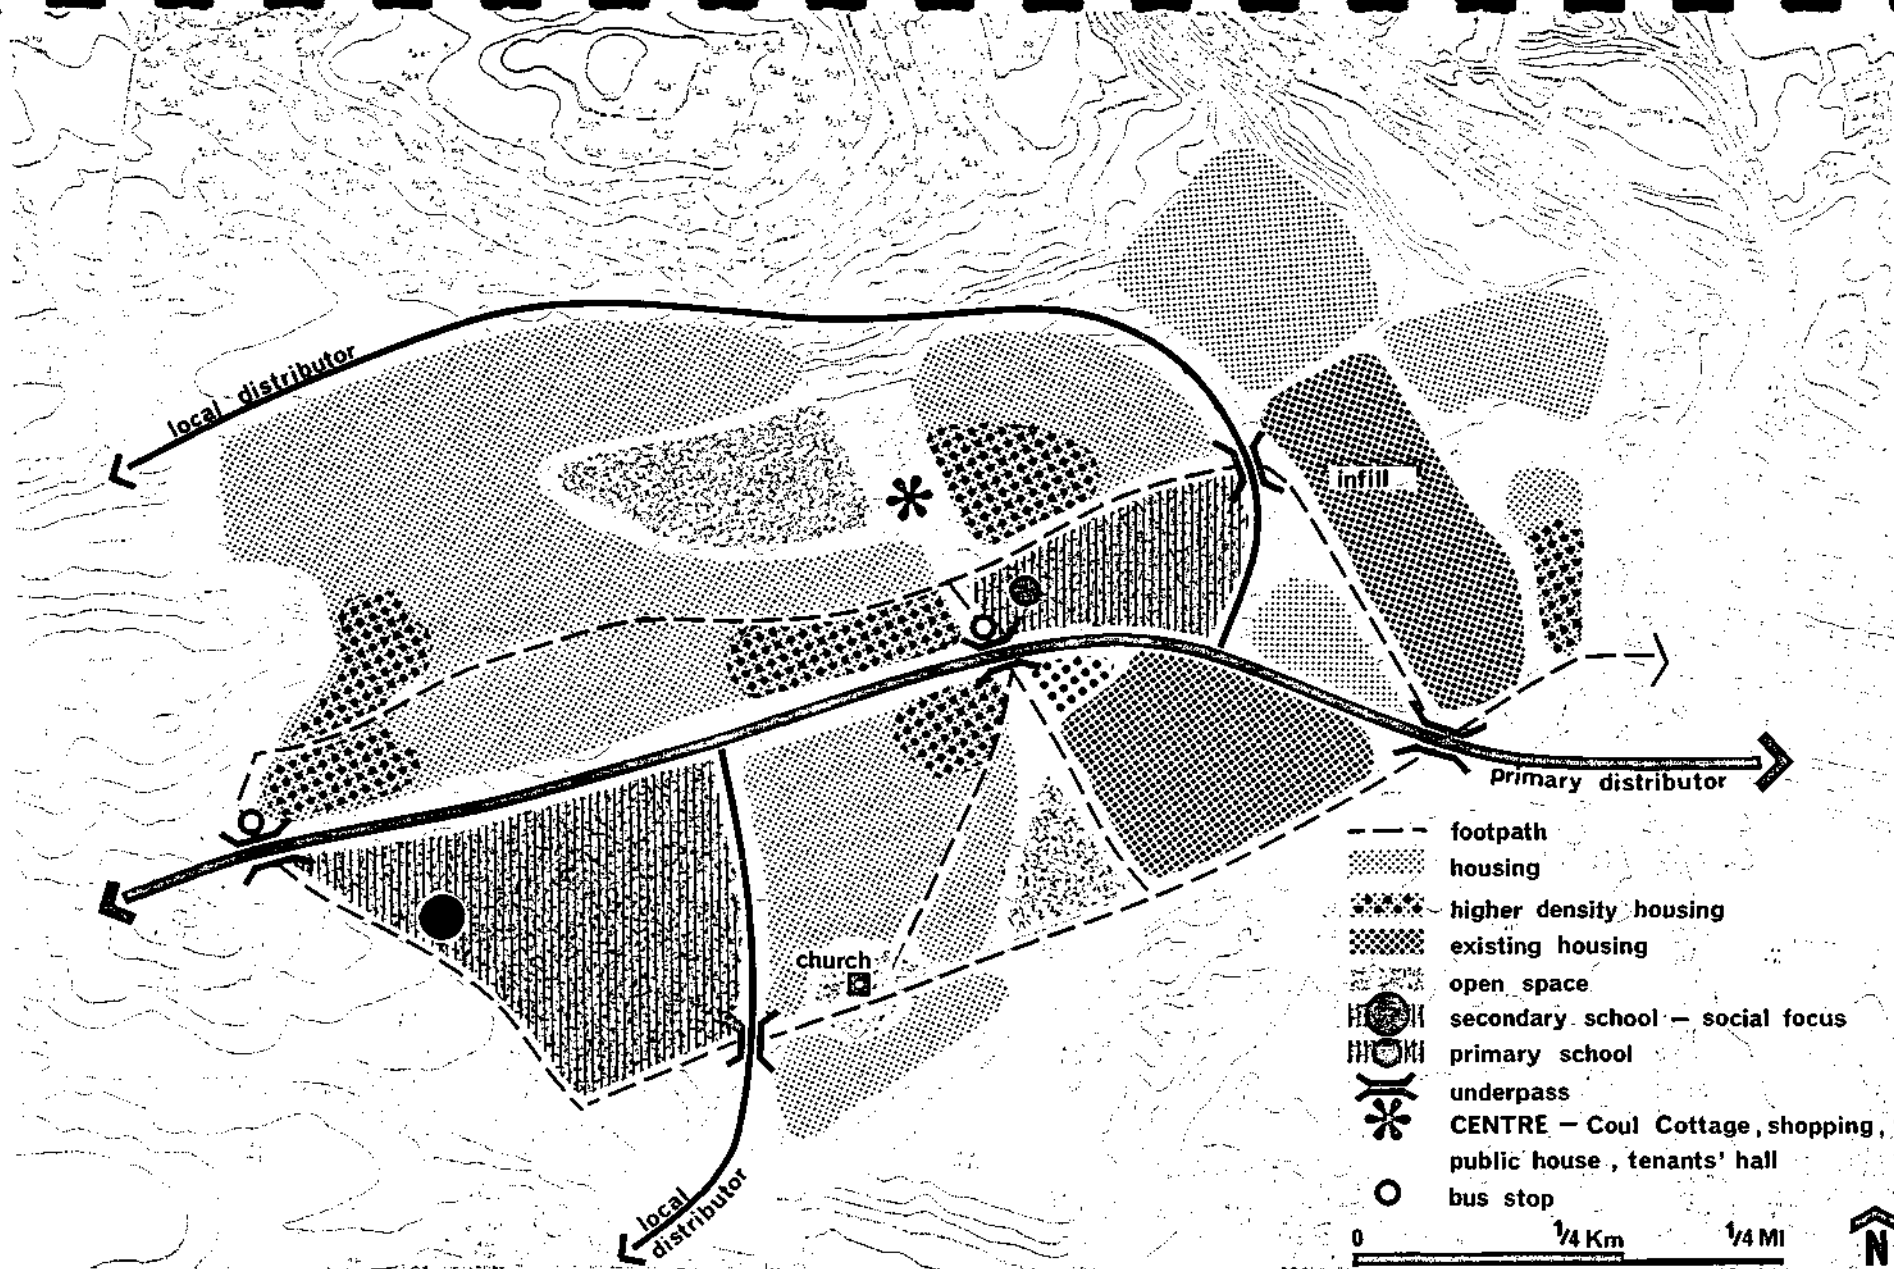 local distributor
infill
Primary distributor
church
local
distributor
footpath
housing
higher density housing
existing housing
open space
secondary school – social focus
primary school
underpass
CENTRE – Coul Cottage, shopping,
public house, tenants' hall
bus stop
0 1/4 Km 1/4 MI
N